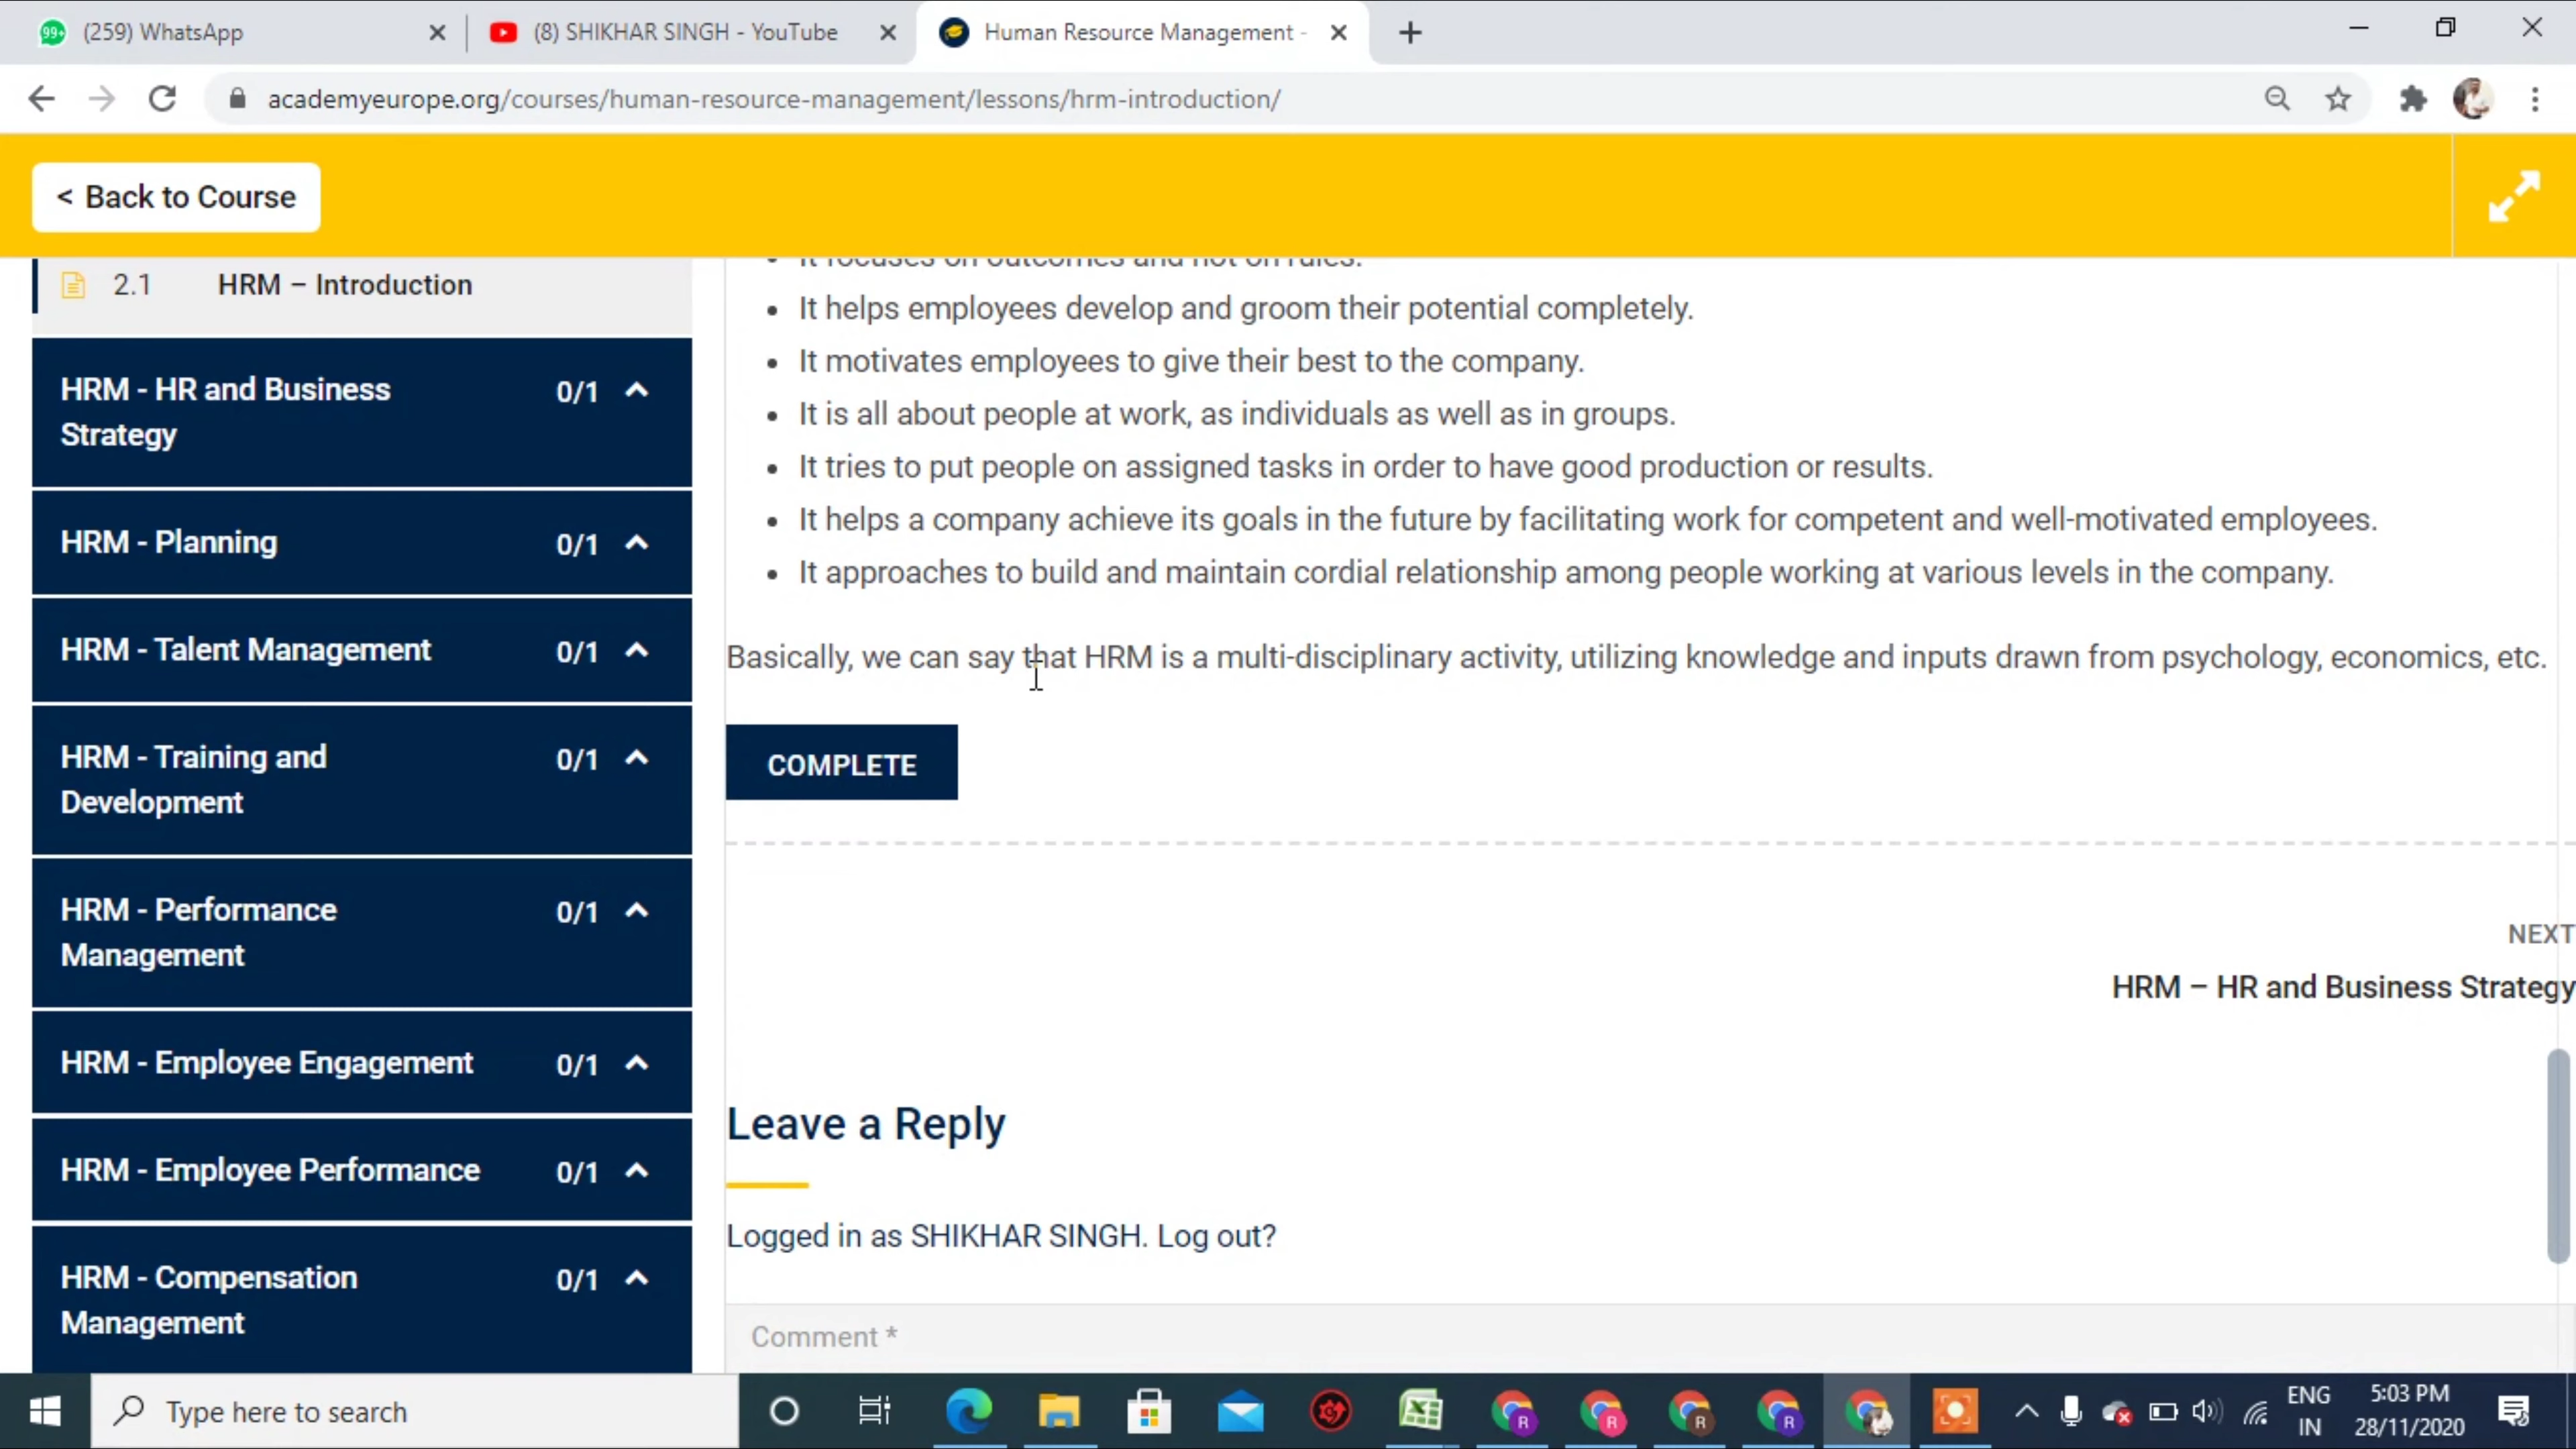 (259) WhatsApp
(8) SHIKHAR SINGH - YouTube
Human Resource Management -
academyeurope.org/courses/human-resource-management/lessons/hrm-introduction/
< Back to Course
2.1 HRM – Introduction
HRM - HR and Business 0/1
Strategy
HRM - Planning 0/1
HRM - Talent Management 0/1
HRM - Training and 0/1
Development
HRM - Performance 0/1
Management
HRM - Employee Engagement 0/1
HRM - Employee Performance 0/1
HRM - Compensation 0/1
Management
It focuses on outcomes and not on rules.
It helps employees develop and groom their potential completely.
It motivates employees to give their best to the company.
It is all about people at work, as individuals as well as in groups.
It tries to put people on assigned tasks in order to have good production or results.
It helps a company achieve its goals in the future by facilitating work for competent and well-motivated employees.
It approaches to build and maintain cordial relationship among people working at various levels in the company.
Basically, we can say that HRM is a multi-disciplinary activity, utilizing knowledge and inputs drawn from psychology, economics, etc.
COMPLETE
NEXT
HRM – HR and Business Strategy
Leave a Reply
Logged in as SHIKHAR SINGH. Log out?
Comment *
Type here to search
R
R
R
R
ENG
IN
5:03 PM
28/11/2020